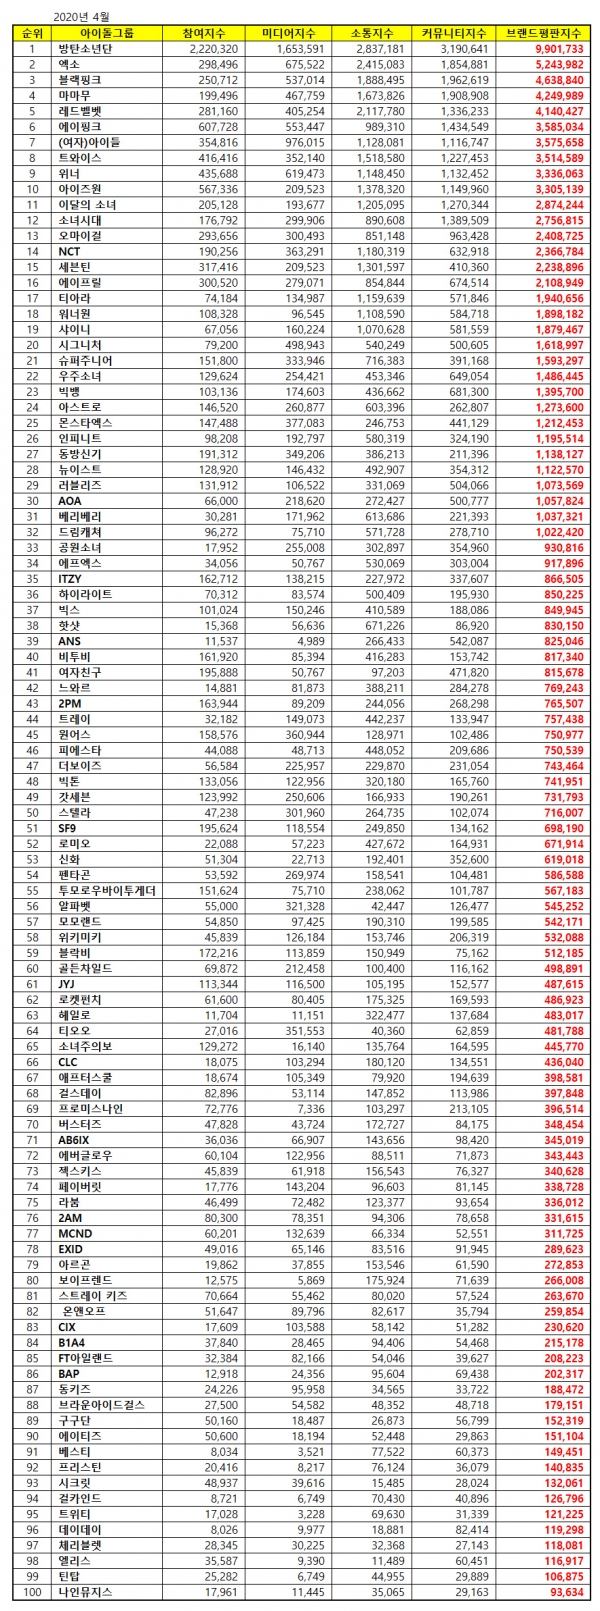 2020년 4월
순위 아이돌그룹 참여지수 미디어지수 소통지수 커뮤니티지수 브랜드평판지수
1 방탄소년단 2,220,320 1,653,591 2,837,181 3,190,641 9,901,733
2 엑소 298,496 675,522 2,415,083 1,854,881 5,243,982
3 블랙핑크 250,712 537,014 1,888,495 1,962,619 4,638,840
4 마마무 199,496 467,759 1,673,826 1,908,908 4,249,989
5 레드벨벳 281,160 405,254 2,117,780 1,336,233 4,140,427
6 에이핑크 607,728 553,447 989,310 1,434,549 3,585,034
7 (여자)아이들 354,816 976,015 1,128,081 1,116,747 3,575,658
8 트와이스 416,416 352,140 1,518,580 1,227,453 3,514,589
9 위너 435,688 619,473 1,148,450 1,132,452 3,336,063
10 아이즈원 567,336 209,523 1,378,320 1,149,960 3,305,139
11 이달의 소녀 205,128 193,677 1,205,095 1,270,344 2,874,244
12 소녀시대 176,792 299,906 890,608 1,389,509 2,756,815
13 오마이걸 293,656 300,493 851,148 963,428 2,408,725
14 NCT 190,256 363,291 1,180,319 632,918 2,366,784
15 세븐틴 317,416 209,523 1,301,597 410,360 2,238,896
16 에이프릴 300,520 279,071 854,844 674,514 2,108,949
17 티아라 74,184 134,987 1,159,639 571,846 1,940,656
18 워너원 108,328 96,545 1,108,590 584,718 1,898,182
19 샤이니 67,056 160,224 1,070,628 581,559 1,879,467
20 시그니처 79,200 498,943 540,249 500,605 1,618,997
21 슈퍼주니어 151,800 333,946 716,383 391,168 1,593,297
22 우주소녀 129,624 254,421 453,346 649,054 1,486,445
23 빅뱅 103,136 174,603 436,662 681,300 1,395,700
24 아스트로 146,520 260,877 603,396 262,807 1,273,600
25 몬스타엑스 147,488 377,083 246,753 441,129 1,212,453
26 인피니트 98,208 192,797 580,319 324,190 1,195,514
27 동방신기 191,312 349,206 386,213 211,396 1,138,127
28 뉴이스트 128,920 146,432 492,907 354,312 1,122,570
29 러블리즈 131,912 106,522 331,069 504,066 1,073,569
30 AOA 66,000 218,620 272,427 500,777 1,057,824
31 베리베리 30,281 171,962 613,686 221,393 1,037,321
32 드림캐쳐 96,272 75,710 571,728 278,710 1,022,420
33 공원소녀 17,952 255,008 302,897 354,960 930,816
34 에프엑스 34,056 50,767 530,069 303,004 917,896
35 ITZY 162,712 138,215 227,972 337,607 866,505
36 하이라이트 70,312 83,574 500,409 195,930 850,225
37 빅스 101,024 150,246 410,589 188,086 849,945
38 핫샷 15,368 56,636 671,226 86,920 830,150
39 ANS 11,537 4,989 266,433 542,087 825,046
40 비투비 161,920 85,394 416,283 153,742 817,340
41 여자친구 195,888 50,767 97,203 471,820 815,678
42 느와르 14,881 81,873 388,211 284,278 769,243
43 2PM 163,944 89,209 244,056 268,298 765,507
44 트레이 32,182 149,073 442,237 133,947 757,438
45 원어스 158,576 360,944 128,971 102,486 750,977
46 피에스타 44,088 48,713 448,052 209,686 750,539
47 더보이즈 56,584 225,957 229,870 231,054 743,464
48 빅톤 133,056 122,956 320,180 165,760 741,951
49 갓세븐 123,992 250,606 166,933 190,261 731,793
50 스텔라 47,238 301,960 264,735 102,074 716,007
51 SF9 195,624 118,554 249,850 134,162 698,190
52 로미오 22,088 57,223 427,672 164,931 671,914
53 신화 51,304 22,713 192,401 352,600 619,018
54 펜타곤 53,592 269,974 158,541 104,481 586,588
55 투모로우바이투게더 151,624 75,710 238,062 101,787 567,183
56 알파벳 55,000 321,328 42,447 126,477 545,252
57 모모랜드 54,850 97,425 190,310 199,585 542,171
58 위키미키 45,839 126,184 153,746 206,319 532,088
59 블락비 172,216 113,859 150,949 75,162 512,185
60 골든차일드 69,872 212,458 100,400 116,162 498,891
61 JYJ 113,344 116,500 105,195 152,577 487,615
62 로켓펀치 61,600 80,405 175,325 169,593 486,923
63 헤일로 11,704 11,151 322,477 137,684 483,017
64 티오오 27,016 351,553 40,360 62,859 481,788
65 소녀주의보 129,272 16,140 135,764 164,595 445,770
66 CLC 18,075 103,294 180,120 134,551 436,040
67 애프터스쿨 18,674 105,349 79,920 194,639 398,581
68 걸스데이 82,896 53,114 147,852 113,986 397,848
69 프로미스나인 72,776 7,336 103,297 213,105 396,514
70 버스터즈 47,828 43,724 172,727 84,175 348,454
71 AB6IX 36,036 66,907 143,656 98,420 345,019
72 에버글로우 60,104 122,956 88,511 71,873 343,443
73 젝스키스 45,839 61,918 156,543 76,327 340,628
74 페이버릿 17,776 143,204 96,603 81,145 338,728
75 라붐 46,499 72,482 123,377 93,654 336,012
76 2AM 80,300 78,351 94,306 78,658 331,615
77 MCND 60,201 132,639 66,334 52,551 311,725
78 EXID 49,016 65,146 83,516 91,945 289,623
79 아르곤 19,862 37,855 153,546 61,590 272,853
80 보이프렌드 12,575 5,869 175,924 71,639 266,008
81 스트레이 키즈 70,664 55,462 80,020 57,524 263,670
82 온앤오프 51,647 89,796 82,617 35,794 259,854
83 CIX 17,609 103,588 58,142 51,282 230,620
84 B1A4 37,840 28,465 94,406 54,468 215,178
85 FT아일랜드 32,384 82,166 54,046 39,627 208,223
86 BAP 12,918 24,356 95,604 69,438 202,317
87 동키즈 24,226 95,958 34,565 33,722 188,472
88 브라운아이드걸스 27,500 54,582 48,352 48,718 179,151
89 구구단 50,160 18,487 26,873 56,799 152,319
90 에이티즈 50,600 18,194 52,448 29,863 151,104
91 베스티 8,034 3,521 77,522 60,373 149,451
92 프리스틴 20,416 8,217 76,124 36,079 140,835
93 시크릿 48,937 39,616 15,485 28,024 132,061
94 걸카인드 8,721 6,749 70,430 40,896 126,796
95 트위티 17,028 3,228 69,630 31,339 121,225
96 데이데이 8,026 9,977 18,881 82,414 119,298
97 체리블렛 28,345 30,225 32,368 27,143 118,081
98 엘리스 35,587 9,390 11,489 60,451 116,917
99 틴탑 25,282 6,749 44,955 29,889 106,875
100 나인뮤지스 17,961 11,445 35,065 29,163 93,634